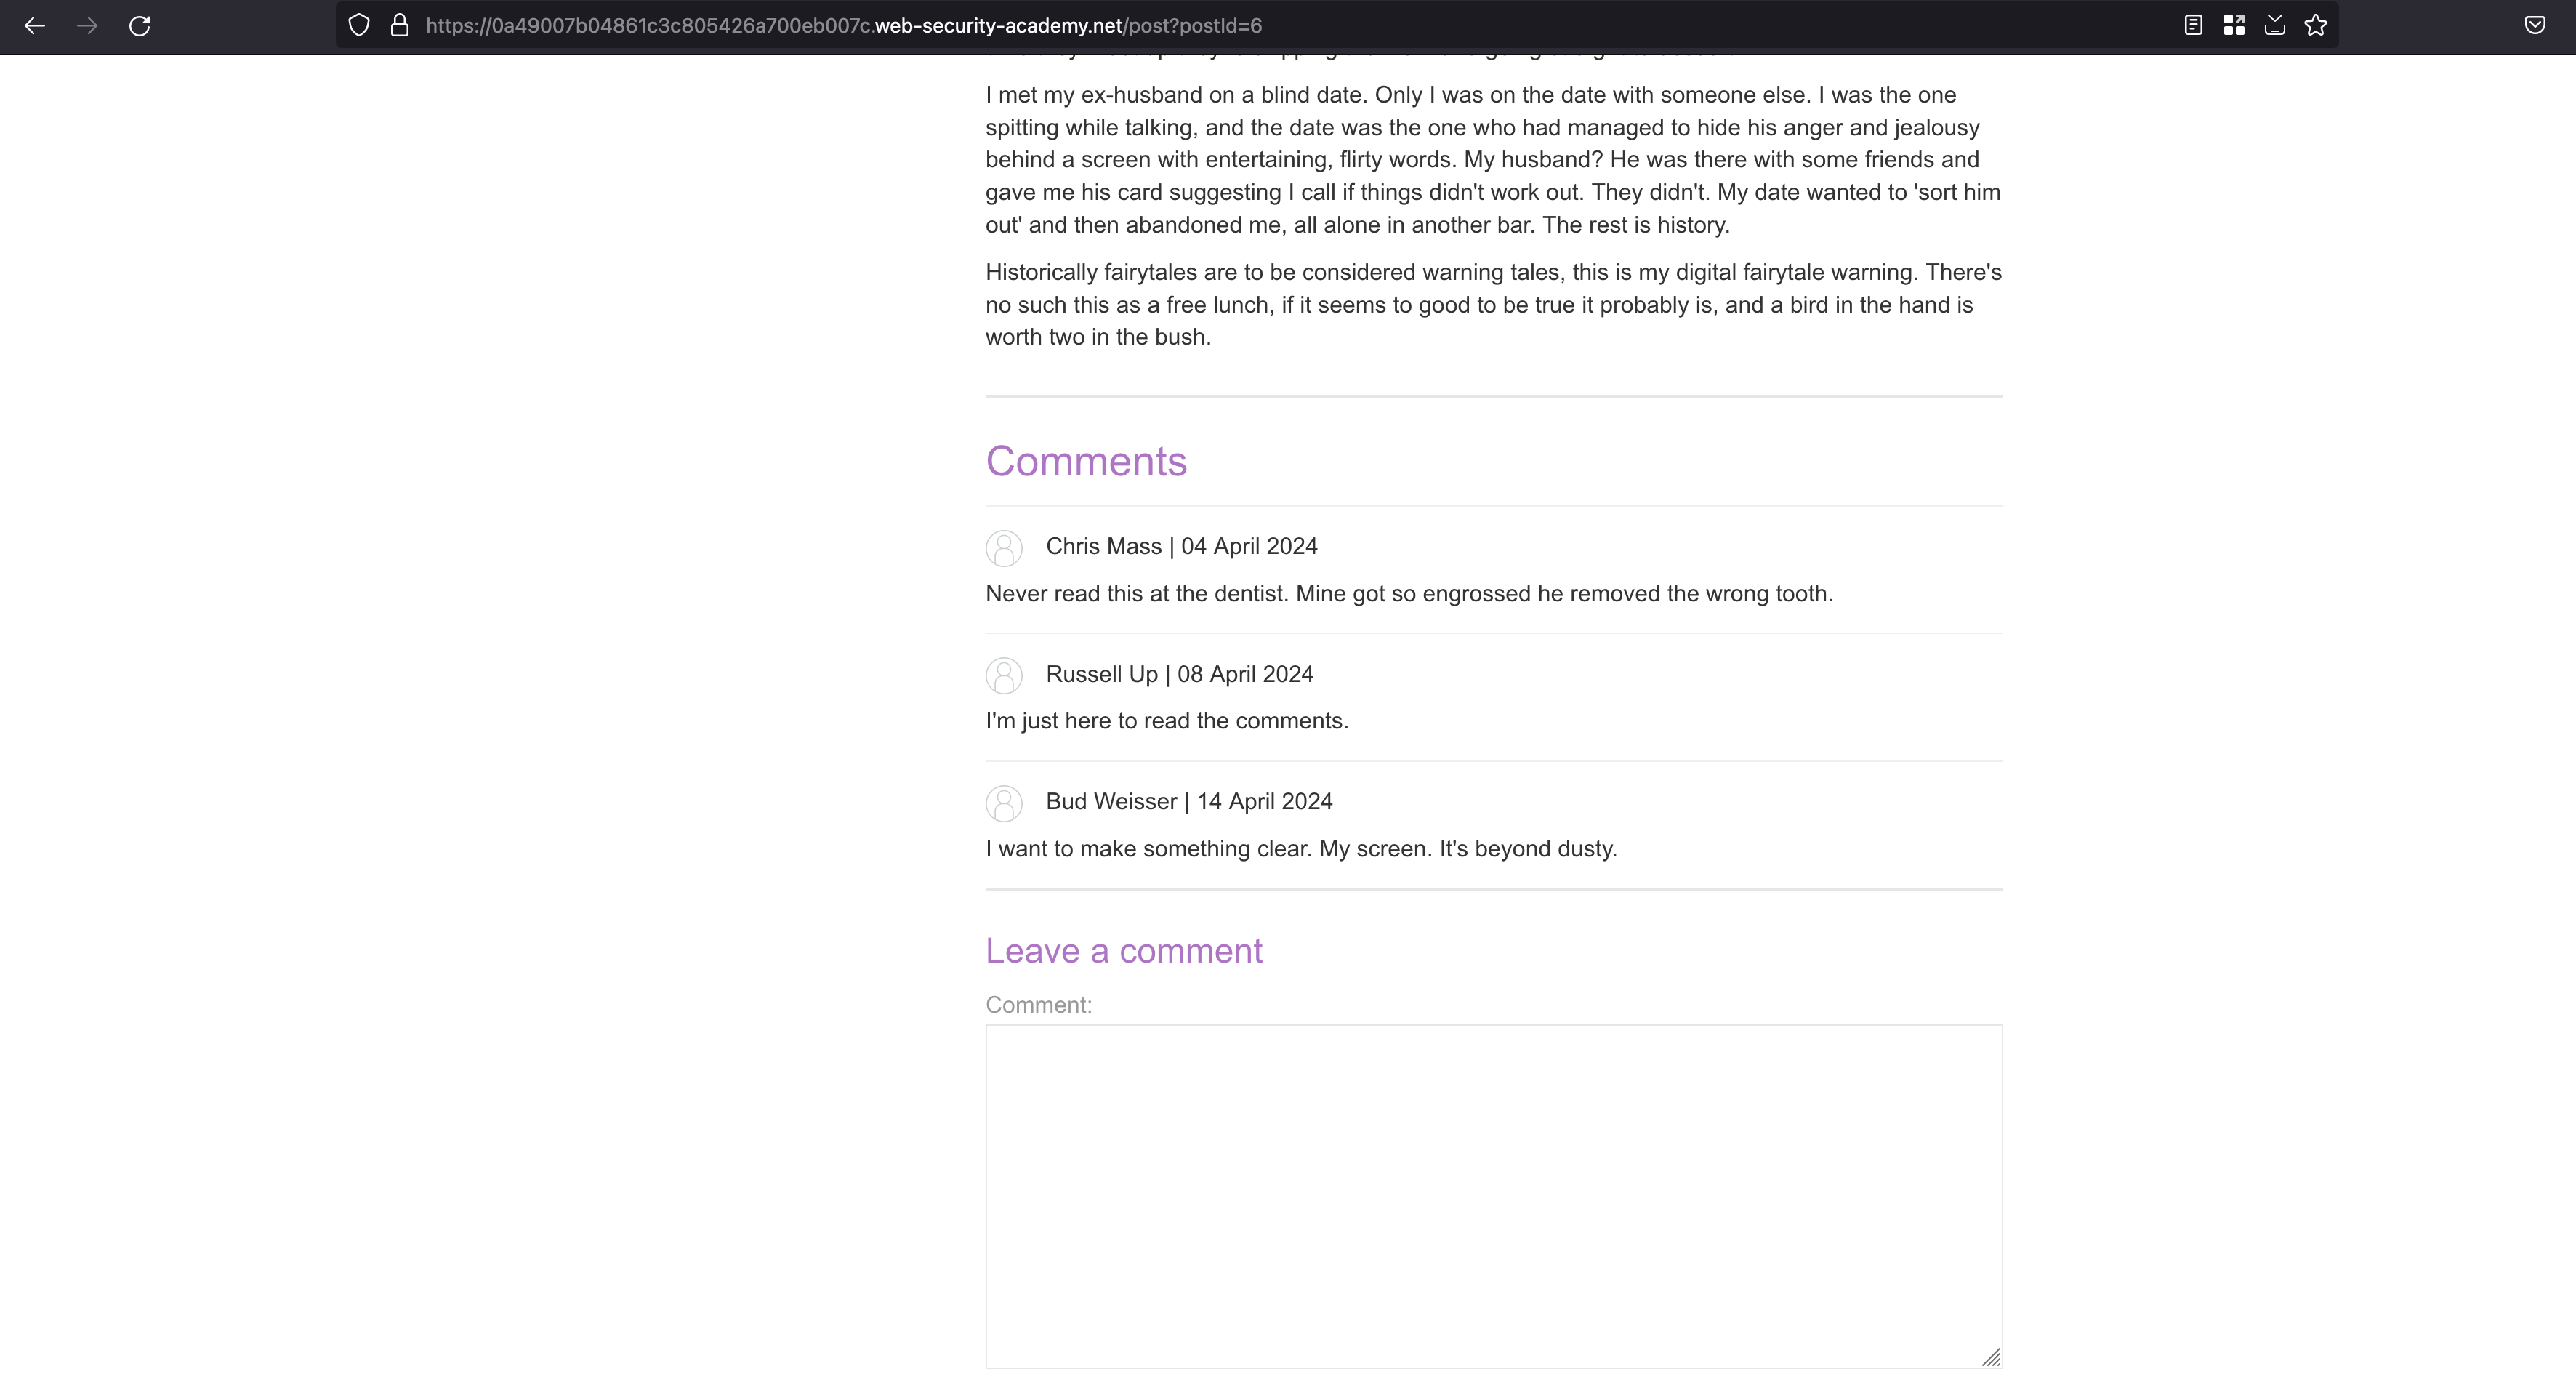 https://0a49007b04861c3c805426a700eb007c.web-security-academy.net/post?postId=6
I met my ex-husband on a blind date. Only I was on the date with someone else. I was the one
spitting while talking, and the date was the one who had managed to hide his anger and jealousy
behind a screen with entertaining, flirty words. My husband? He was there with some friends and
gave me his card suggesting I call if things didn't work out. They didn't. My date wanted to 'sort him
out' and then abandoned me, all alone in another bar. The rest is history.
Historically fairytales are to be considered warning tales, this is my digital fairytale warning. There's
no such this as a free lunch, if it seems to good to be true it probably is, and a bird in the hand is
worth two in the bush.
Comments
Chris Mass | 04 April 2024
Never read this at the dentist. Mine got so engrossed he removed the wrong tooth.
Russell Up | 08 April 2024
I'm just here to read the comments.
Bud Weisser | 14 April 2024
I want to make something clear. My screen. It's beyond dusty.
Leave a comment
Comment: